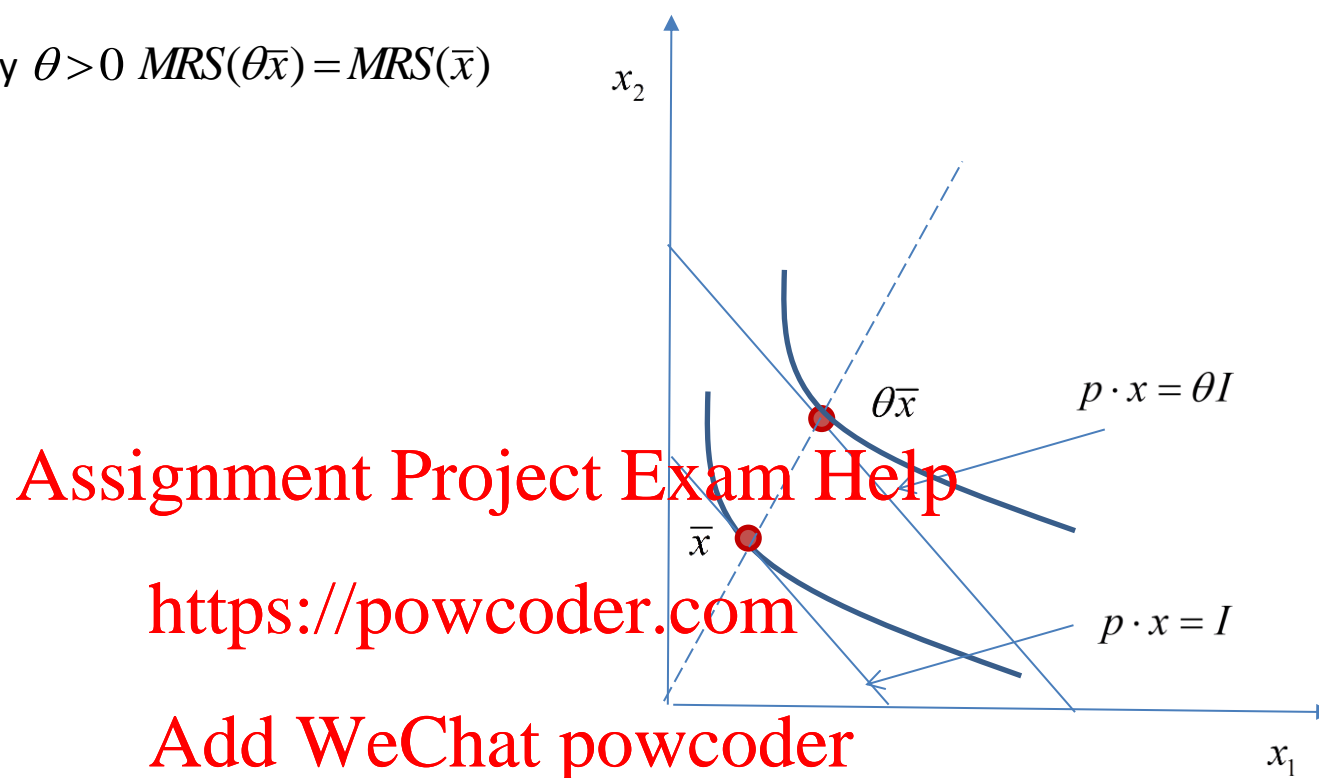 y θ>0 MRS(θx̅)=MRS(x̅)
x₂
p · x = θI
θx̅
Assignment Project Exam Help
x̅
https://powcoder.com
p · x = I
Add WeChat powcoder
x₁